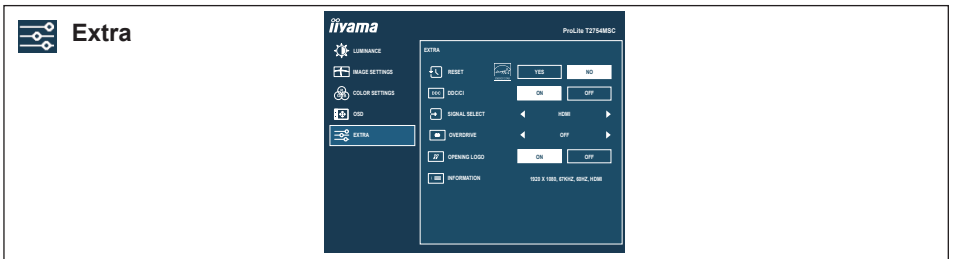 Extra
iiyama
ProLite T2754MSC
LUMINANCE
IMAGE SETTINGS
COLOR SETTINGS
OSD
EXTRA
EXTRA
RESET YES NO
DDC DDC/CI ON OFF
SIGNAL SELECT HDMI
OVERDRIVE OFF
OPENING LOGO ON OFF
INFORMATION 1920 X 1080, 67KHZ, 60HZ, HDMI